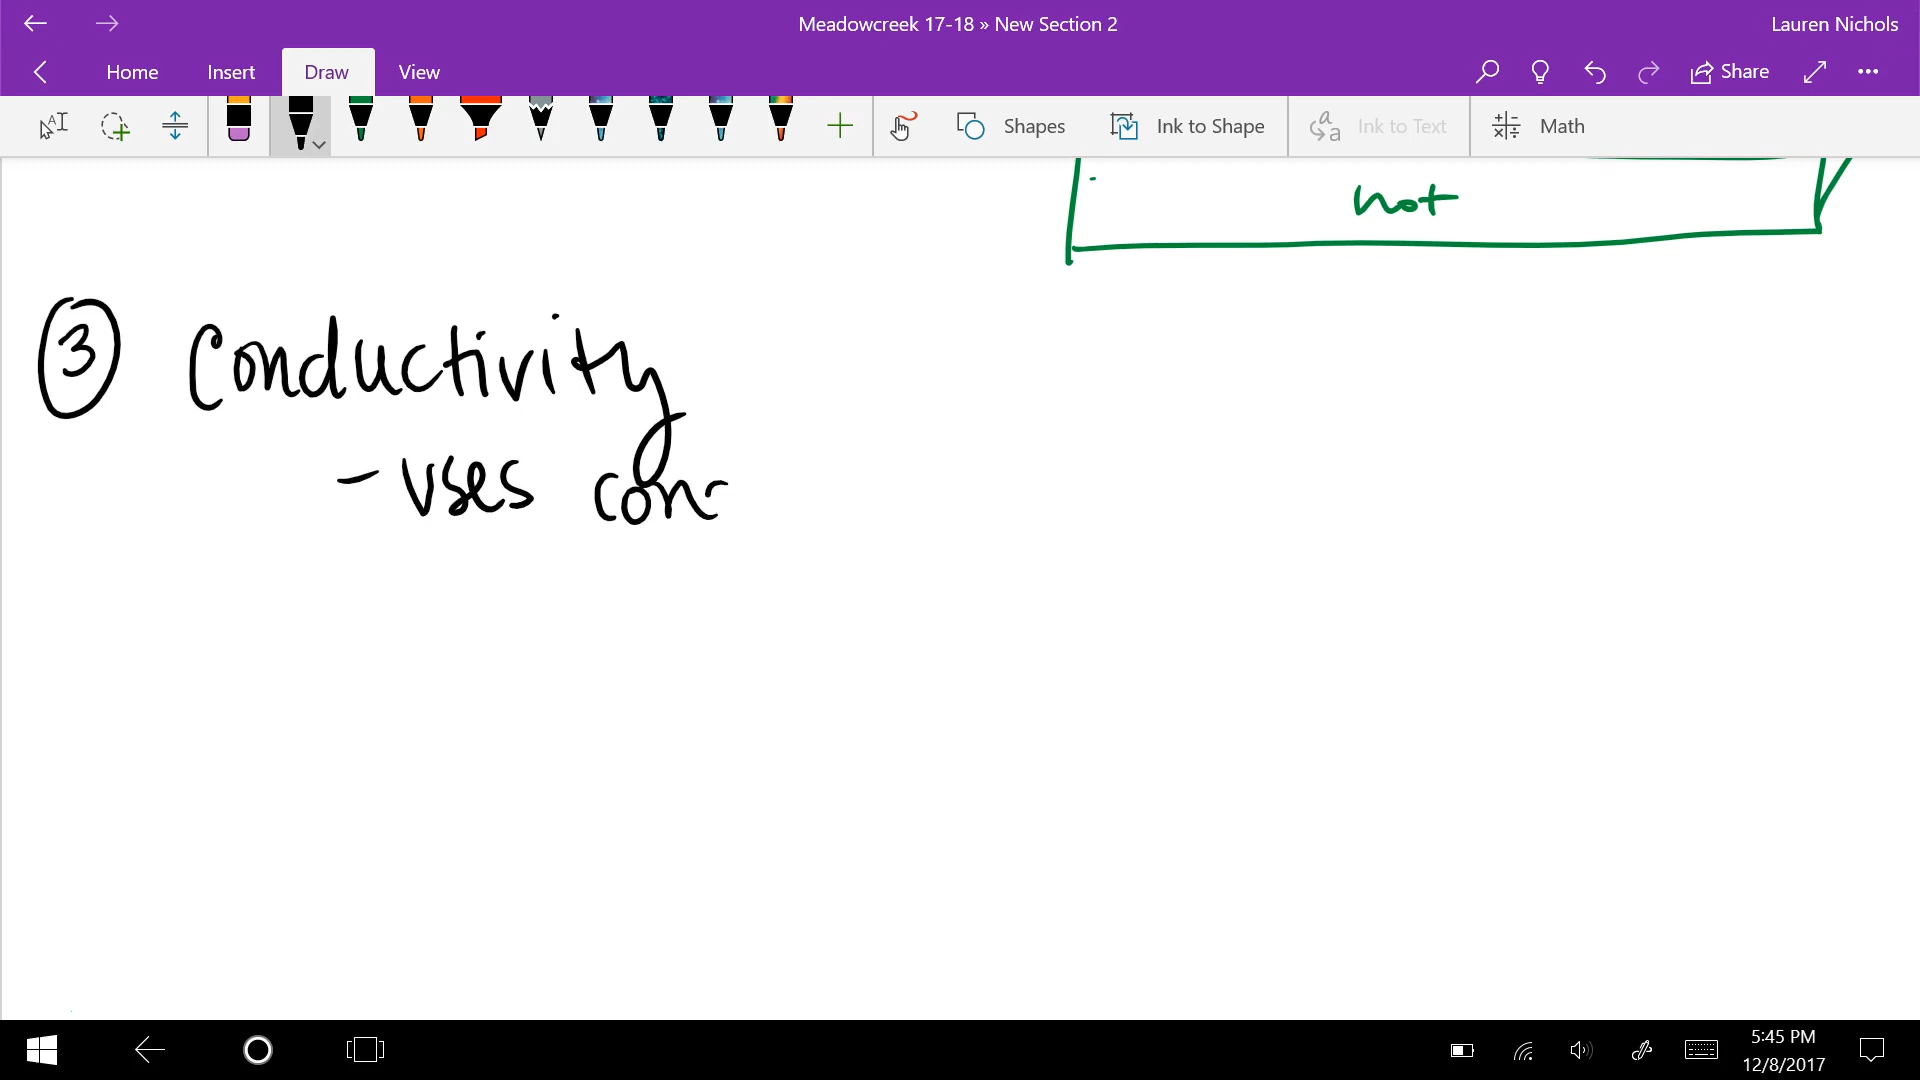 Meadowcreek 17-18 » New Section 2
Lauren Nichols
Home Insert Draw View
Share
Shapes Ink to Shape Ink to Text Math
not
3 Conductivity
- uses conc
5:45 PM
12/8/2017